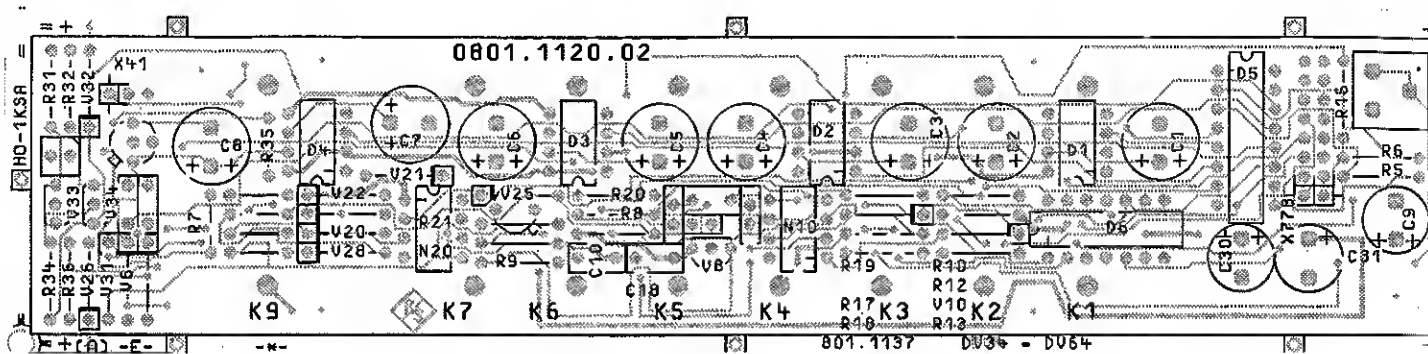 0801.1120.02
X41
HO-1KSA
-R31-
-R32-
-V32-
D5
-R16-
C8
R35
D4
C7
C6
D3
C5
C4
D2
C3
C2
D1
C1
R6
R5
-V21-
V22-
V25
R20
-R8
V33
V34
R7
R21
-V20-
-V28-
N20
R9
C10
V8
N10
D6
C30
X78
C31
C9
-R34-
-R36-
-V26-
V31
-V6-
C18
R19
R10
R12
R17
V10
R18
R13
K9
K7
K6
K5
K4
K3
K2
K1
-E-
-*-
801.1137
DV34 - DV64